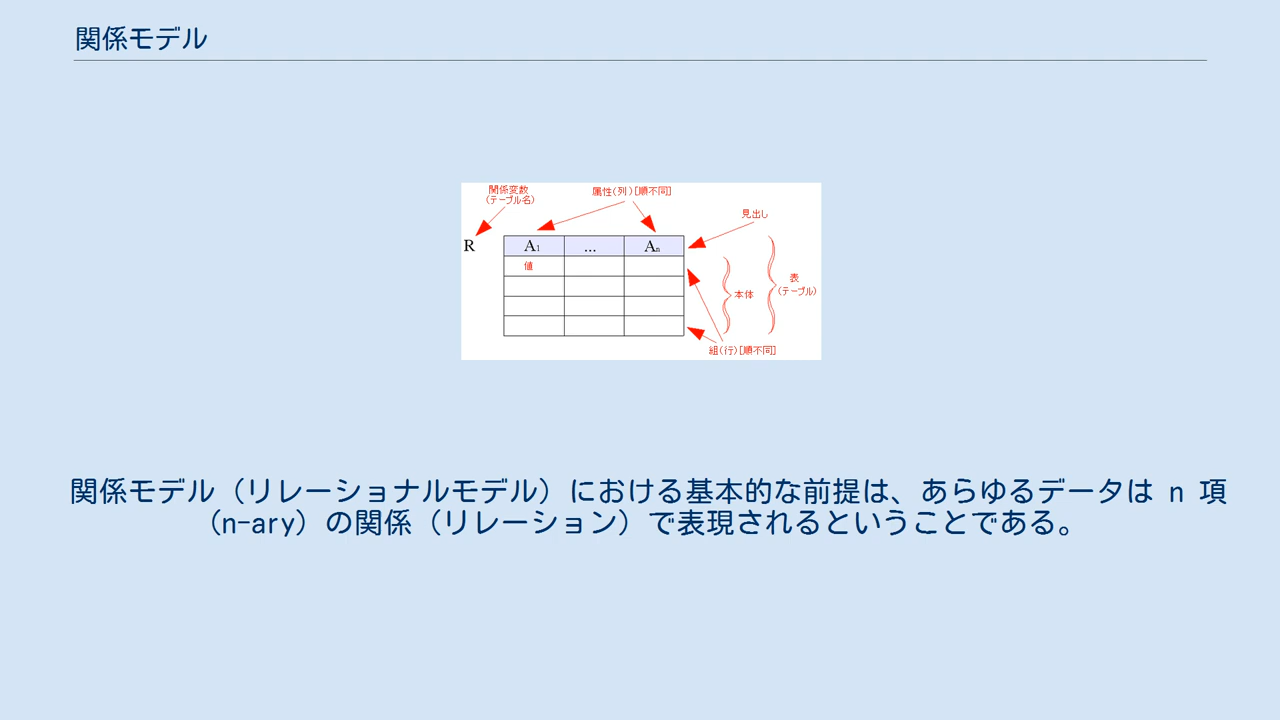 関係モデル
関係変数
(テーブル名)
属性(列)[順不同]
見出し
R
A1
...
An
値
本体
表
(テーブル)
組(行)[順不同]
関係モデル（リレーショナルモデル）における基本的な前提は、あらゆるデータは n 項
（n-ary）の関係（リレーション）で表現されるということである。